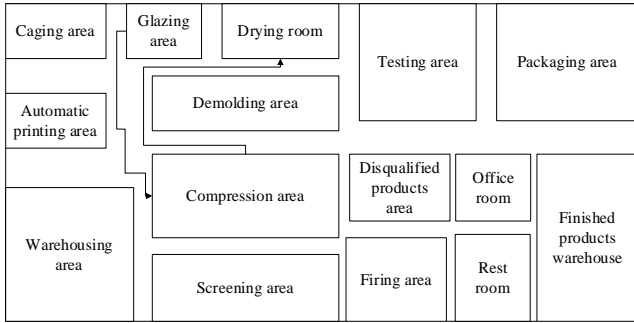 Caging area
Glazing
area
Drying room
Testing area
Packaging area
Demolding area
Automatic
printing area
Compression area
Disqualified
products
area
Office
room
Finished
products
warehouse
Warehousing
area
Screening area
Firing area
Rest
room